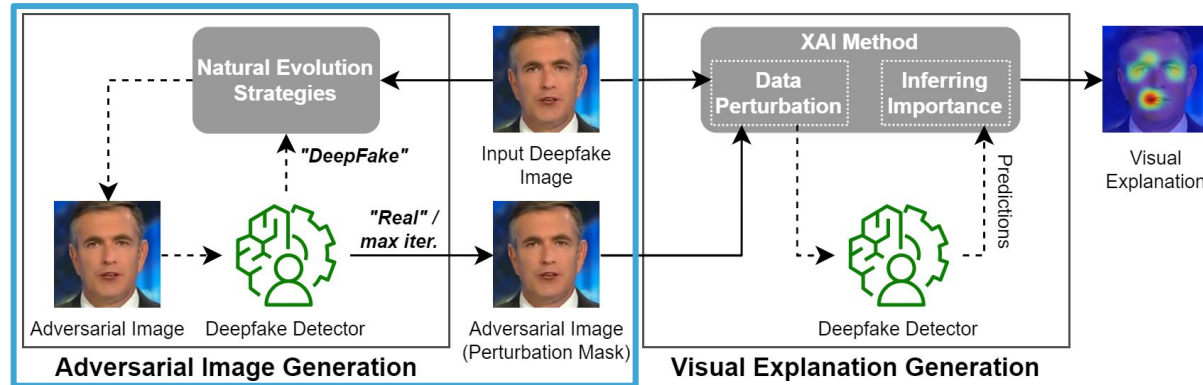 Natural Evolution
Strategies
"DeepFake"
Input Deepfake
Image
"Real" /
max iter.
Adversarial Image
Deepfake Detector
Adversarial Image
(Perturbation Mask)
Adversarial Image Generation
XAI Method
Data
Perturbation
Inferring
Importance
Predictions
Visual
Explanation
Deepfake Detector
Visual Explanation Generation